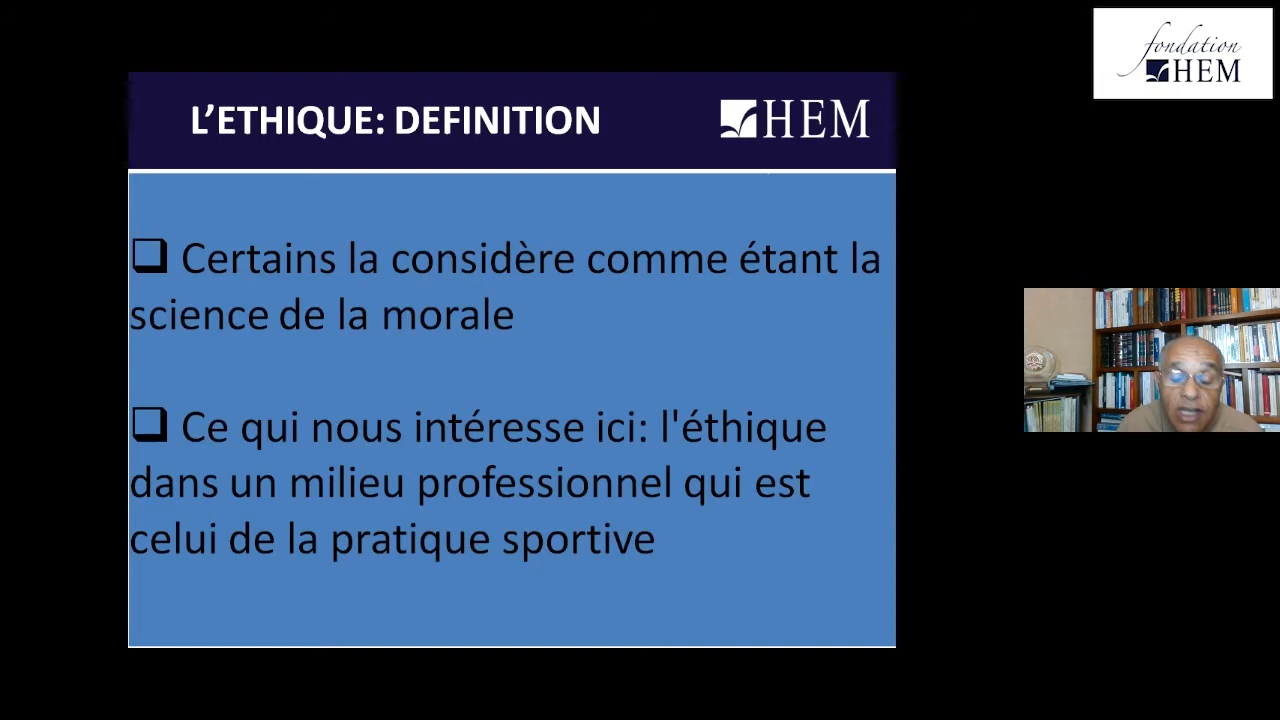 fondation
HEM
L'ETHIQUE: DEFINITION
HEM
❑ Certains la considère comme étant la
science de la morale
❑ Ce qui nous intéresse ici: l'éthique
dans un milieu professionnel qui est
celui de la pratique sportive